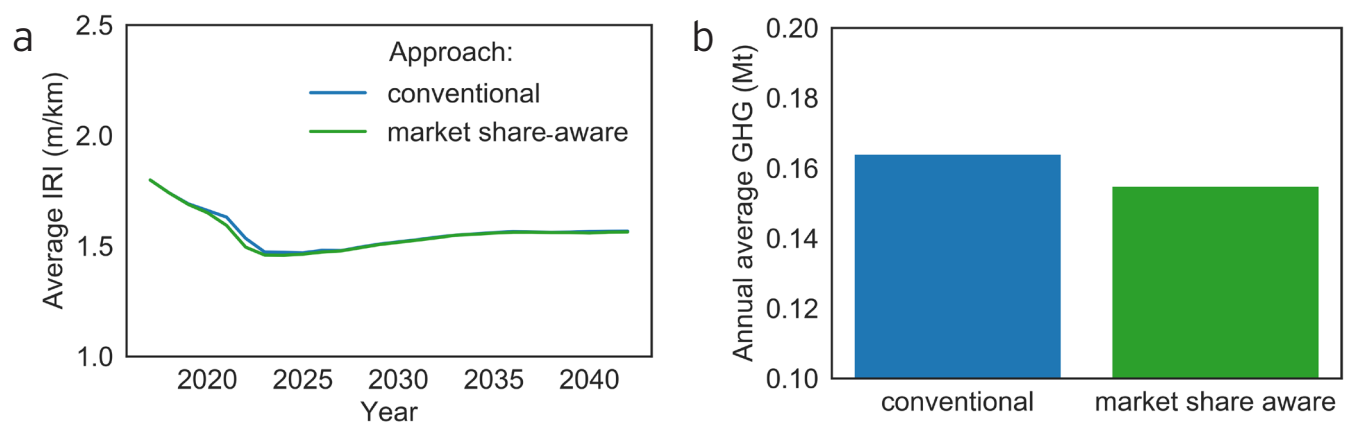 a
2.5
2.0
1.5
1.0
Average IRI (m/km)
Approach:
conventional
market share-aware
2020 2025 2030 2035 2040
Year
b
0.20
0.18
0.16
0.14
0.12
0.10
Annual average GHG (Mt)
conventional market share aware